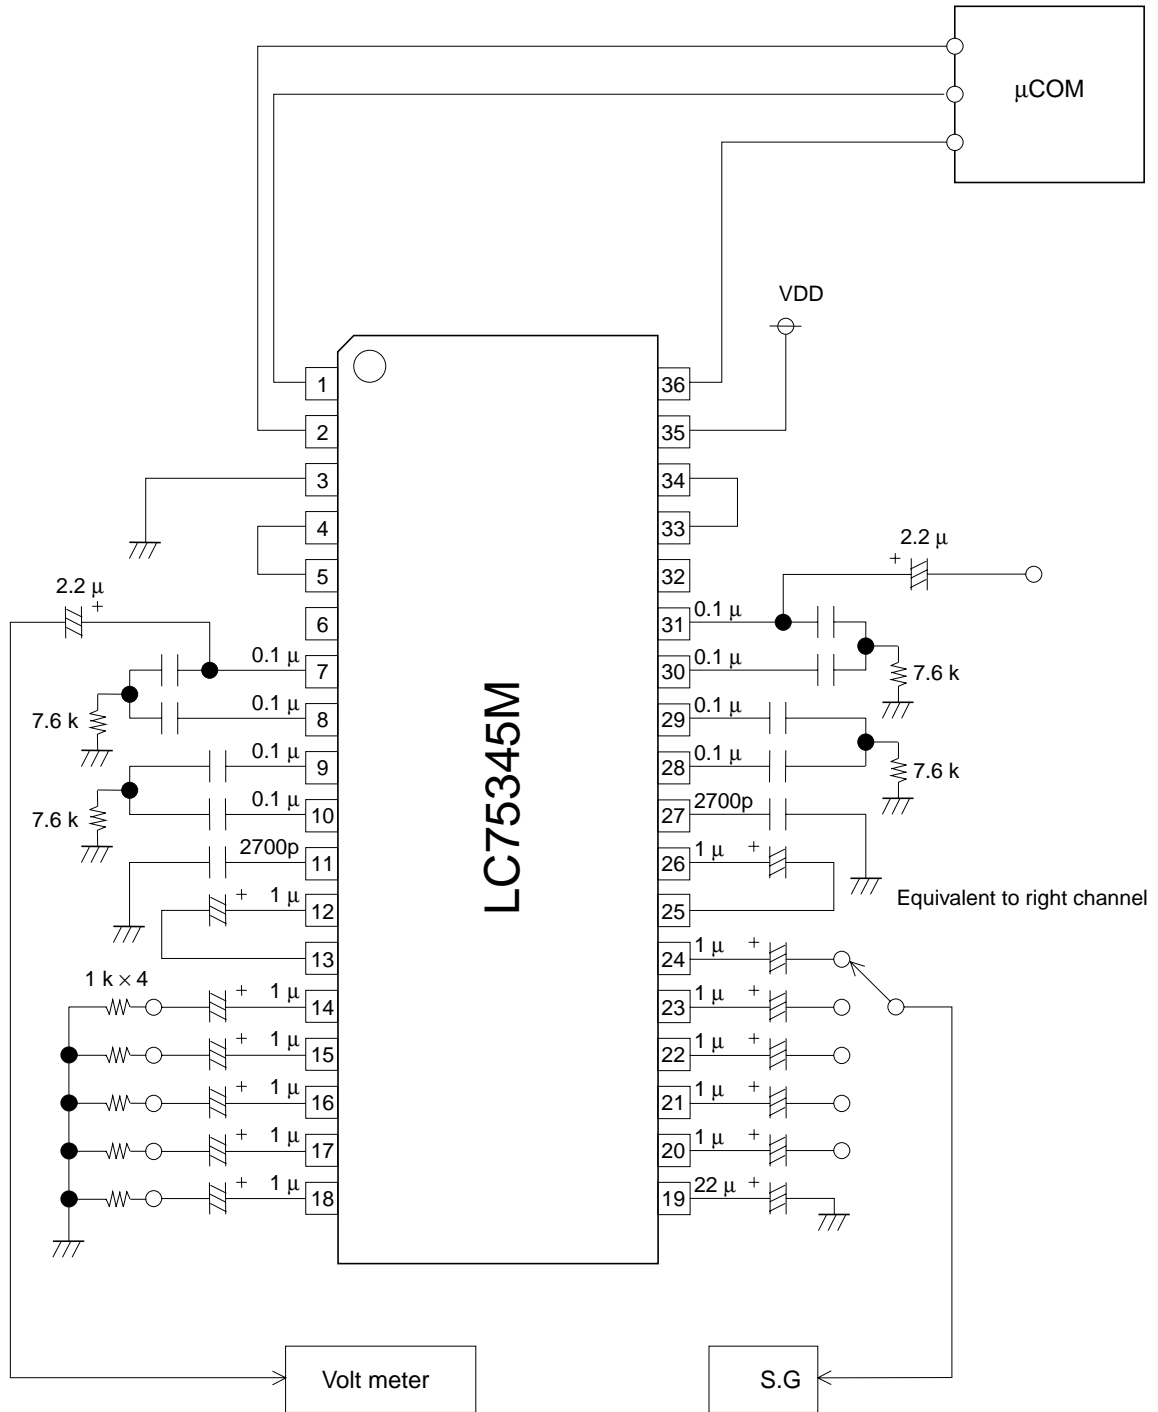 μCOM
VDD
1
36
2
35
3
34
4
33
2.2 μ
+
5
32
2.2 μ
+
6
0.1 μ
31
0.1 μ
7
0.1 μ
30
7.6 k
7.6 k
0.1 μ
8
0.1 μ
29
0.1 μ
9
0.1 μ
28
7.6 k
7.6 k
0.1 μ
10
2700p
27
2700p
11
1 μ
+
26
LC75345M
Equivalent to right channel
+
1 μ
12
25
13
1 μ
+
24
1 k × 4
+
1 μ
14
1 μ
+
23
+
1 μ
15
1 μ
+
22
+
1 μ
16
1 μ
+
21
+
1 μ
17
1 μ
+
20
+
1 μ
18
22 μ
+
19
Volt meter
S.G